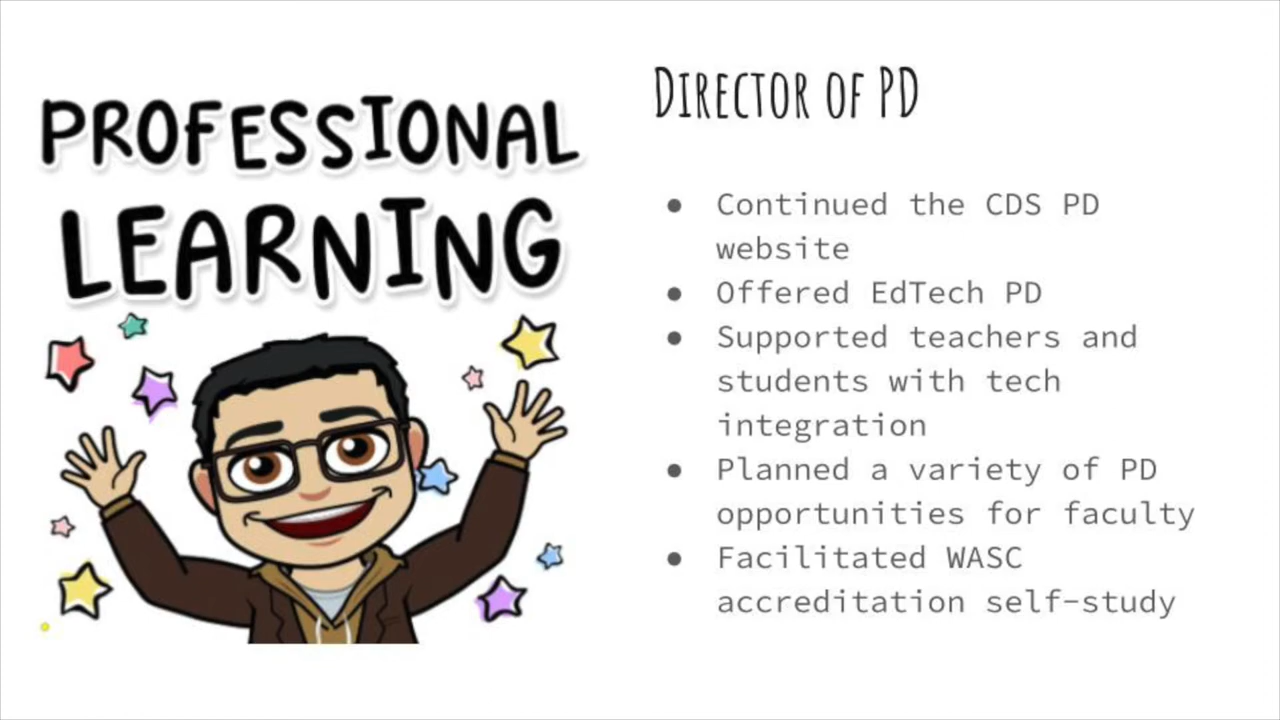 PROFESSIONAL
LEARNING
DIRECTOR OF PD
● Continued the CDS PD
website
● Offered EdTech PD
● Supported teachers and
students with tech
integration
● Planned a variety of PD
opportunities for faculty
● Facilitated WASC
accreditation self-study